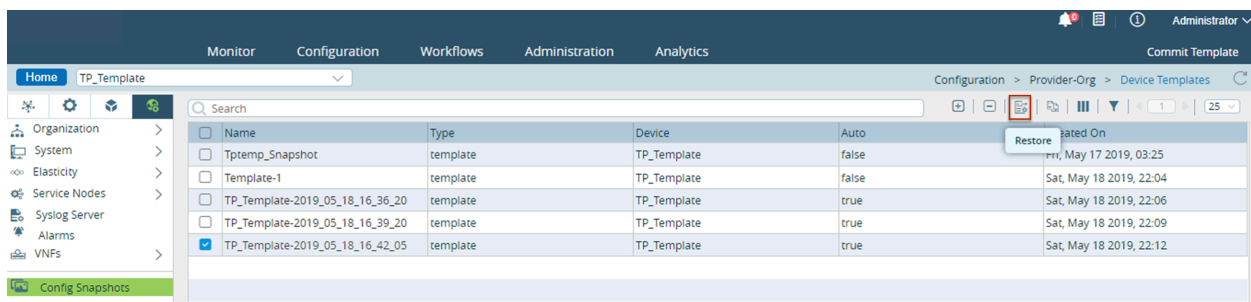 0
Administrator
Monitor Configuration Workflows Administration Analytics Commit Template
Home TP_Template Configuration > Provider-Org > Device Templates
Search 1 25
Organization
System
Elasticity
Service Nodes
Syslog Server
Alarms
VNFs
Config Snapshots
Name Type Device Auto eated On
Restore
Tptemp_Snapshot template TP_Template false Fri, May 17 2019, 03:25
Template-1 template TP_Template false Sat, May 18 2019, 22:04
TP_Template-2019_05_18_16_36_20 template TP_Template true Sat, May 18 2019, 22:06
TP_Template-2019_05_18_16_39_20 template TP_Template true Sat, May 18 2019, 22:09
TP_Template-2019_05_18_16_42_05 template TP_Template true Sat, May 18 2019, 22:12